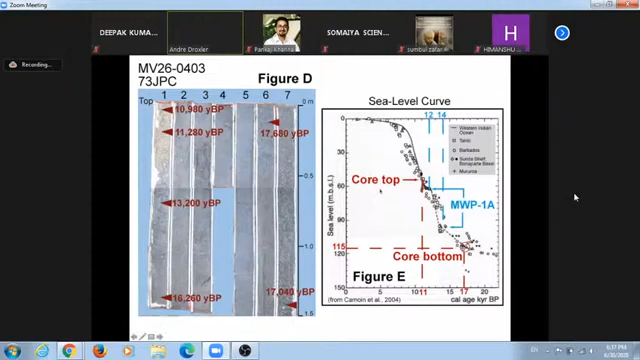 Zoom Meeting
DEEPAK KUMA...
Andre Droxler
Pankaj Khanna
SOMAIYA SCIEN...
sumbul zafar
H
HIMANSHU ...
Recording...
MV26-0403
73JPC
Figure D
Top 1 2 3 4 5 6 7
0 m
10,980 yBP
11,280 yBP
17,680 yBP
0.5
13,200 yBP
1.0
17,040 yBP
16,260 yBP
1.5
Sea-Level Curve
12 14
Western Indian Ocean
Tahiti
Barbados
Sunda Shelf,
Bonaparte Basin
Mururoa
Sea level (m.b.s.l.)
0
30
60
90
115
120
150
Core top
MWP-1A
Core bottom
Figure E
0 5 10 11 15 17 20
(from Camoin et al., 2004)
cal age kyr BP
EN
6:37 PM
6/30/2020